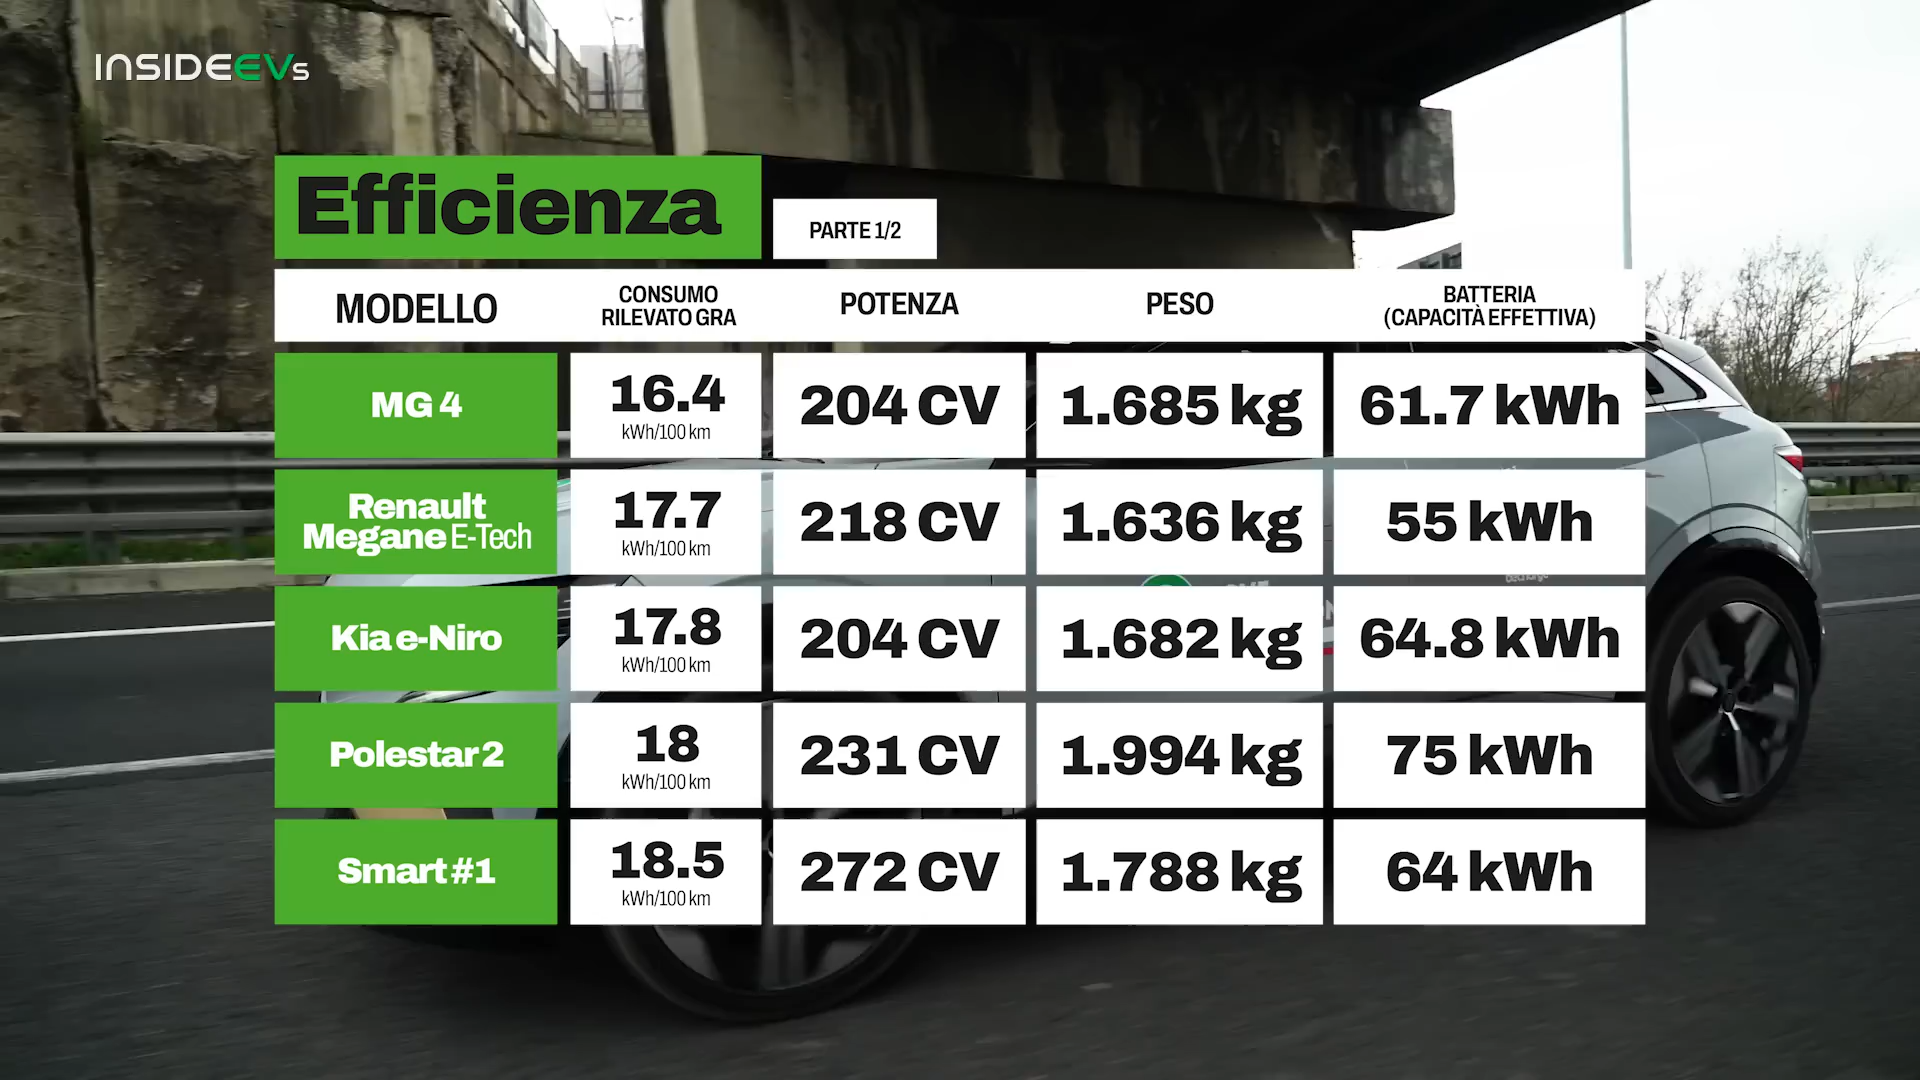 INSIDEEVs
Efficienza
PARTE 1/2
MODELLO
CONSUMO
RILEVATO GRA
POTENZA
PESO
BATTERIA
(CAPACITÀ EFFETTIVA)
MG 4
16.4
kWh/100 km
204 CV
1.685 kg
61.7 kWh
Renault
Megane E-Tech
17.7
kWh/100 km
218 CV
1.636 kg
55 kWh
Kia e-Niro
17.8
kWh/100 km
204 CV
1.682 kg
64.8 kWh
Polestar 2
18
kWh/100 km
231 CV
1.994 kg
75 kWh
Smart #1
18.5
kWh/100 km
272 CV
1.788 kg
64 kWh